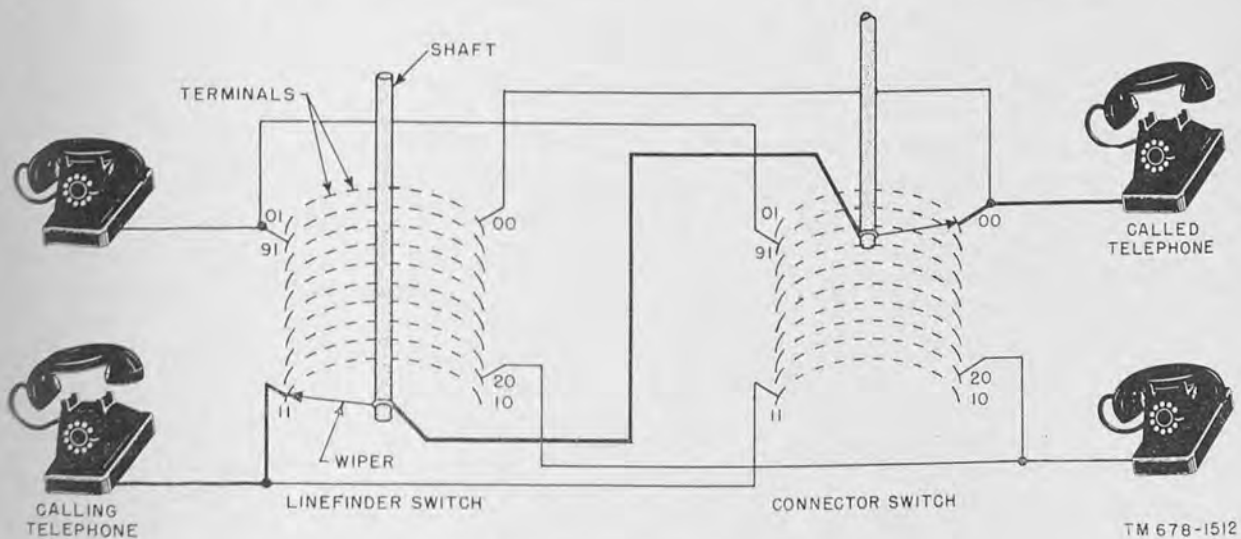 SHAFT
TERMINALS
01
91
00
01
91
00
CALLED
TELEPHONE
11
20
10
11
20
10
WIPER
LINEFINDER SWITCH
CONNECTOR SWITCH
CALLING
TELEPHONE
TM 678-1512